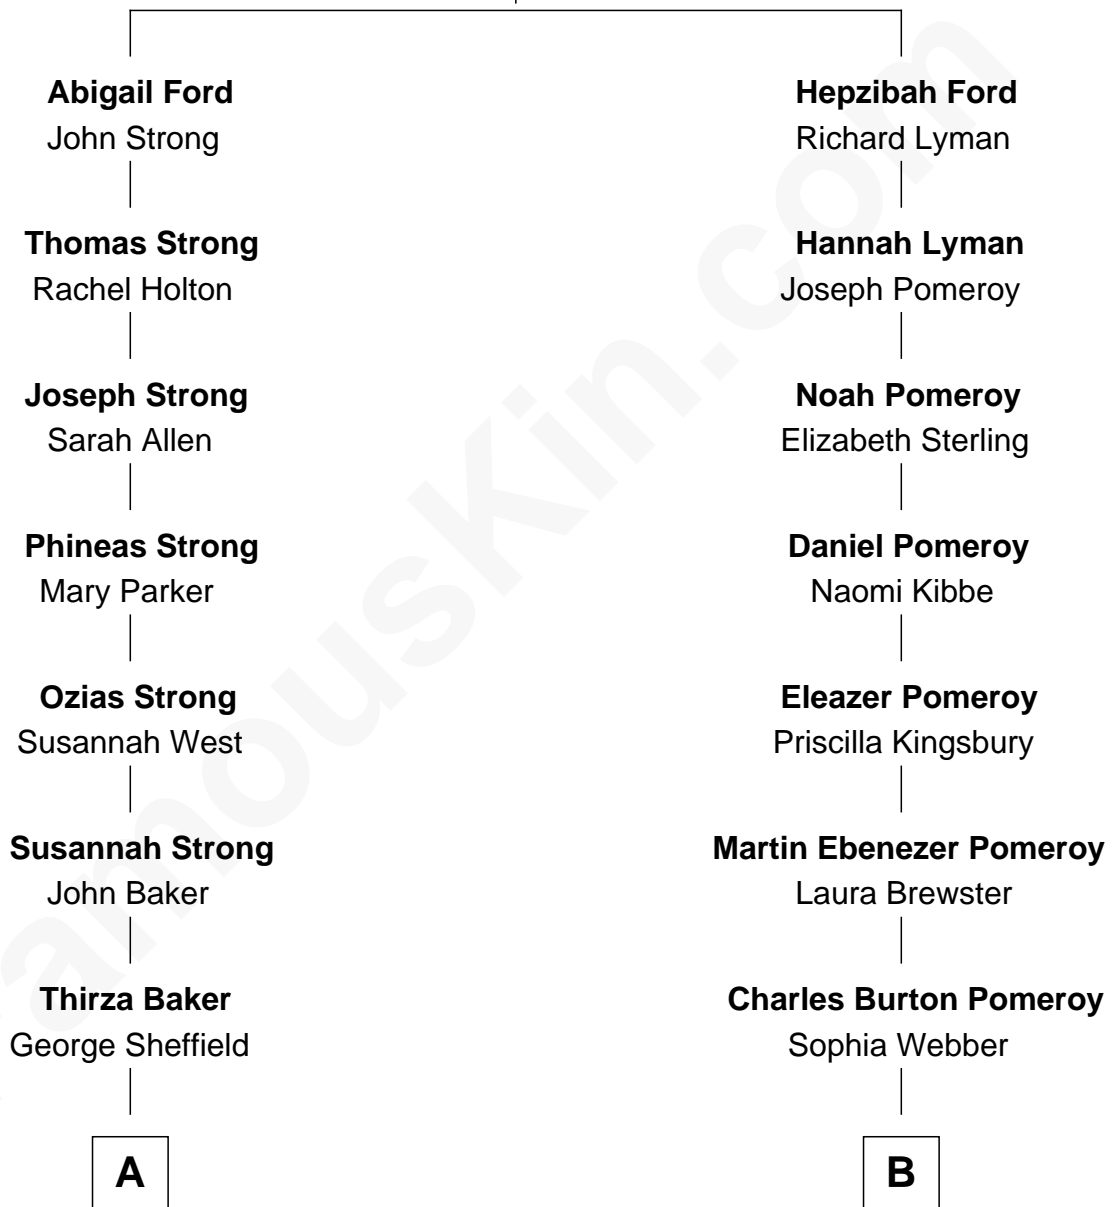 Abigail Ford
John Strong
Thomas Strong
Rachel Holton
Joseph Strong
Sarah Allen
Phineas Strong
Mary Parker
Ozias Strong
Susannah West
Susannah Strong
John Baker
Thirza Baker
George Sheffield
A
Hepzibah Ford
Richard Lyman
Hannah Lyman
Joseph Pomeroy
Noah Pomeroy
Elizabeth Sterling
Daniel Pomeroy
Naomi Kibbe
Eleazer Pomeroy
Priscilla Kingsbury
Martin Ebenezer Pomeroy
Laura Brewster
Charles Burton Pomeroy
Sophia Webber
B
amousKin.com